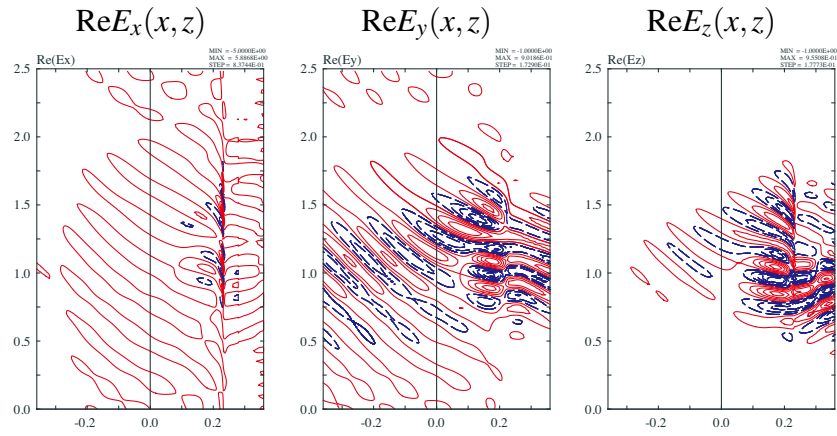 ReE_x(x,z) ReE_y(x,z) ReE_z(x,z)
Re(Ex)
MIN = -5.0000E+00
MAX = 5.8868E+00
STEP = 8.3744E-01
2.5
2.0
1.5
1.0
0.5
0.0
-0.2 0.0 0.2
Re(Ey)
MIN = -1.0000E+00
MAX = 9.0186E-01
STEP = 1.7290E-01
2.5
2.0
1.5
1.0
0.5
0.0
-0.2 0.0 0.2
Re(Ez)
MIN = -1.0000E+00
MAX = 9.5508E-01
STEP = 1.7773E-01
2.5
2.0
1.5
1.0
0.5
0.0
-0.2 0.0 0.2